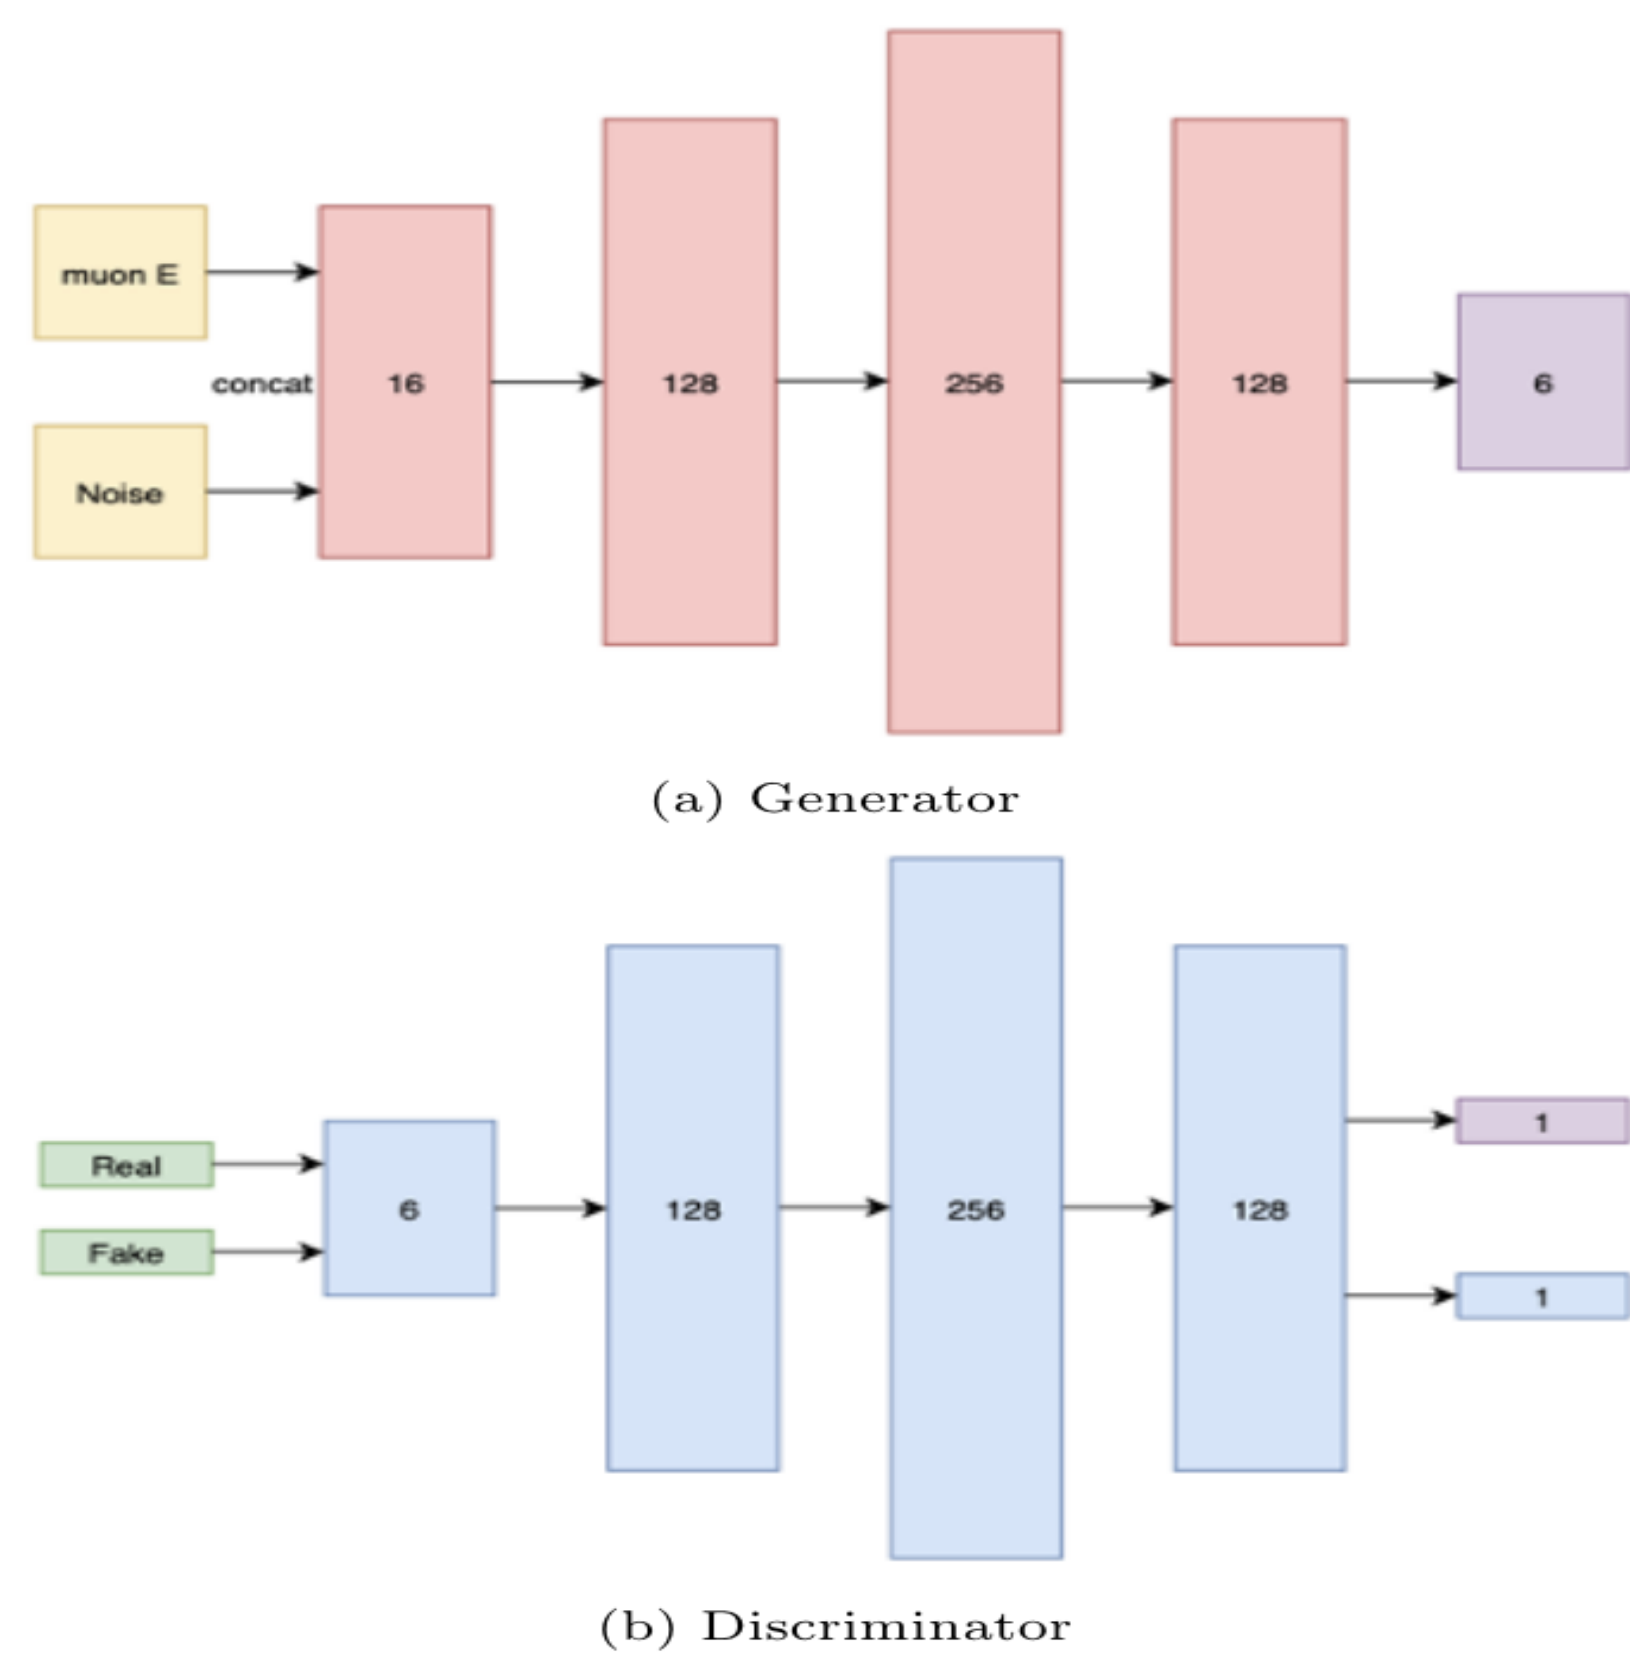 muon E
concat
Noise
16
128
256
128
6
(a) Generator
Real
Fake
6
128
256
128
1
1
(b) Discriminator